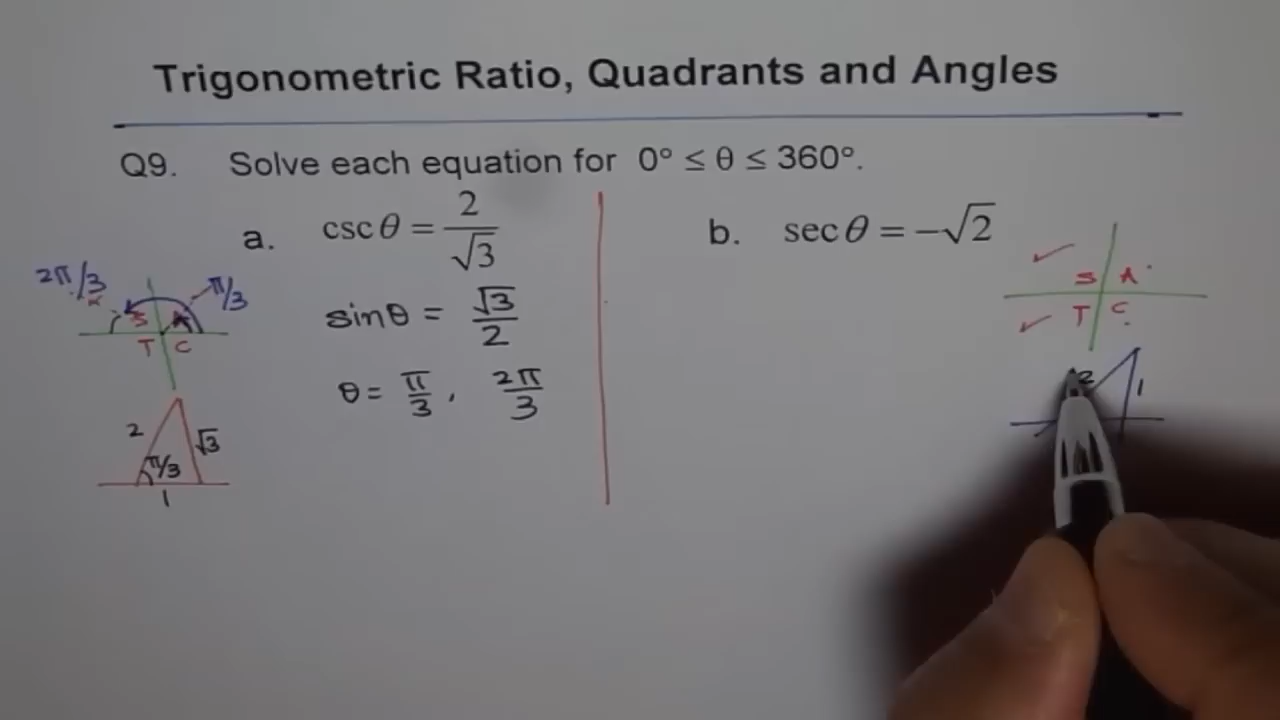 Trigonometric Ratio, Quadrants and Angles
Q9. Solve each equation for 0° ≤ θ ≤ 360°.
a. csc θ = 2/√3
sin θ = √3/2
θ = π/3 , 2π/3
2π/3
π/3
S A
T C
2
√3
π/3
1
b. sec θ = −√2
S A
T C
1